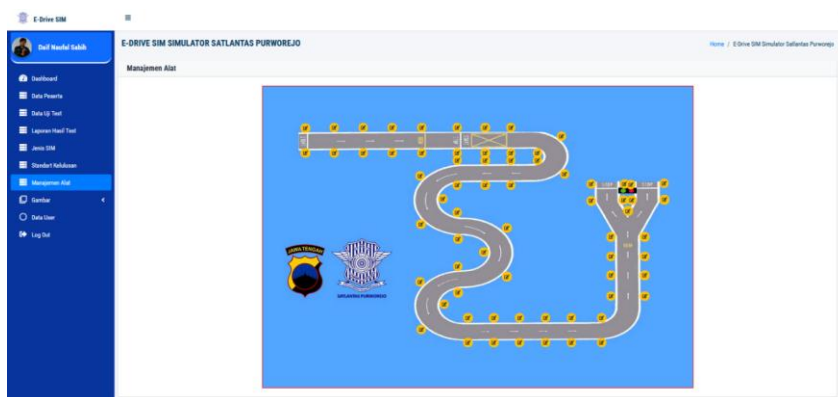 E-Drive SIM
Daif Naufal Sabih
E-DRIVE SIM SIMULATOR SATLANTAS PURWOREJO
Home / E-Drive SIM Simulator Satlantas Purworejo
Manajemen Alat
Dashboard
Data Peserta
Data Uji Test
Laporan Hasil Test
Jenis SIM
Standart Kelulusan
Manajemen Alat
Gambar
Data User
Log Out
JAWA TENGAH
SATLANTAS PURWOREJO